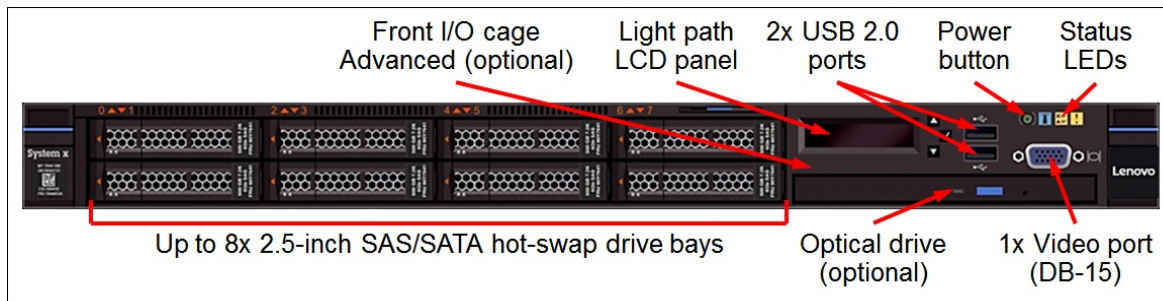 Front I/O cage
Advanced (optional)
Light path
LCD panel
2x USB 2.0
ports
Power
button
Status
LEDs
0 1
2 3
4 5
6 7
System x
Lenovo
Up to 8x 2.5-inch SAS/SATA hot-swap drive bays
Optical drive
(optional)
1x Video port
(DB-15)